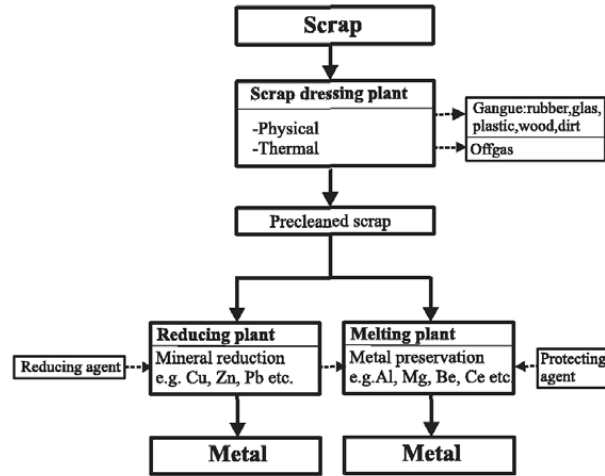 Scrap
Scrap dressing plant
-Physical
-Thermal
Gangue:rubber,glas,
plastic,wood,dirt
Offgas
Precleaned scrap
Reducing plant
Mineral reduction
e.g. Cu, Zn, Pb etc.
Melting plant
Metal preservation
e.g.Al, Mg, Be, Ce etc.
Reducing agent
Protecting
agent
Metal
Metal